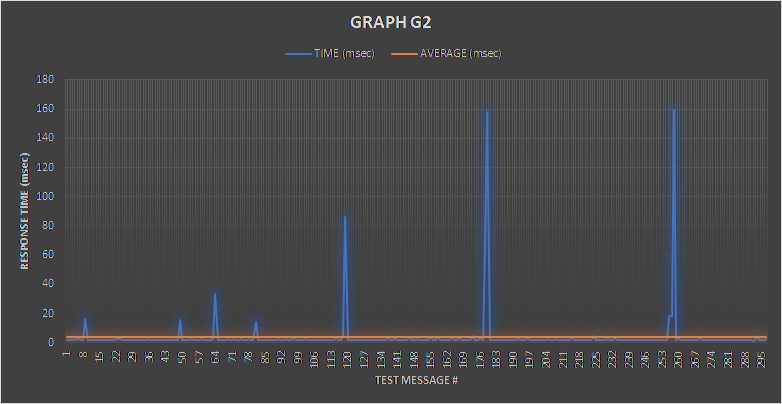 GRAPH G2
TIME (msec) AVERAGE (msec)
RESPONSE TIME (msec)
180
160
140
120
100
80
60
40
20
0
1 8 15 22 29 36 43 50 57 64 71 78 85 92 99 106 113 120 127 134 141 148 155 162 169 176 183 190 197 204 211 218 225 232 239 246 253 260 267 274 281 288 295
TEST MESSAGE #